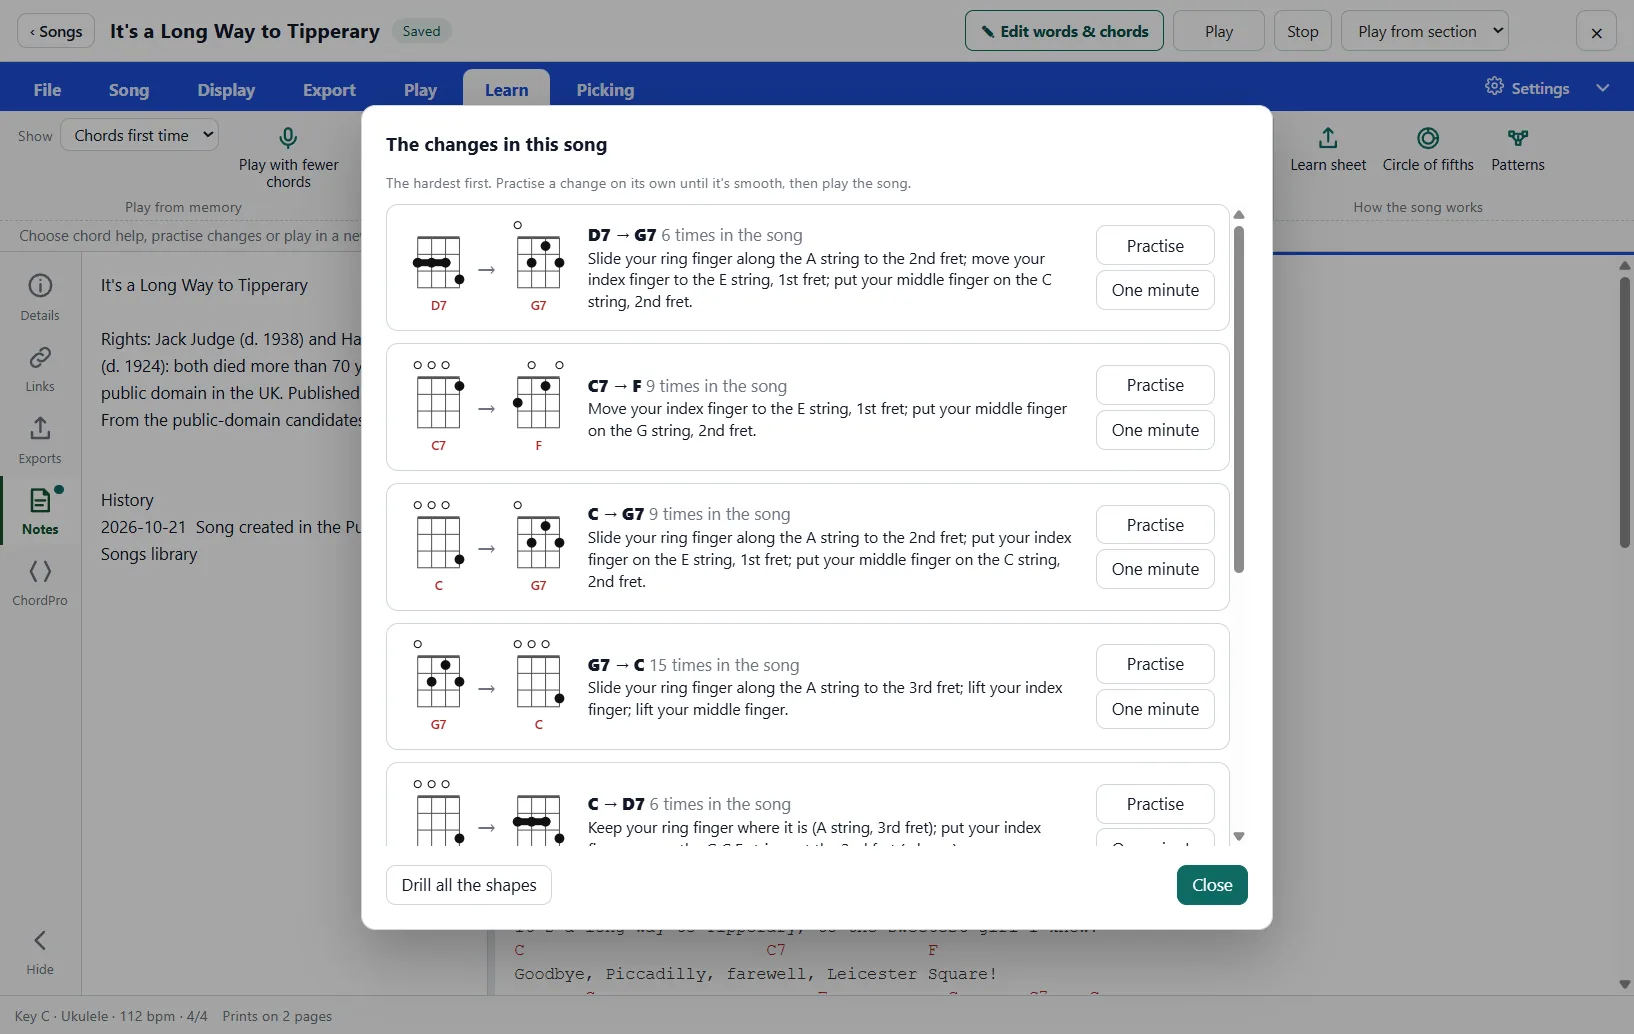 ‹ Songs
It's a Long Way to Tipperary
Saved
Edit words & chords
Play
Stop
Play from section
×
File
Song
Display
Export
Play
Learn
Picking
Settings
Show
Chords first time
Play with fewer
chords
Play from memory
Learn sheet
Circle of fifths
Patterns
How the song works
Choose chord help, practise changes or play in a ne
Details
Links
Exports
Notes
ChordPro
Hide
It's a Long Way to Tipperary
Rights: Jack Judge (d. 1938) and Ha
(d. 1924): both died more than 70 y
public domain in the UK. Published
From the public-domain candidates
History
2026-10-21 Song created in the Pu
Songs library
The changes in this song
The hardest first. Practise a change on its own until it's smooth, then play the song.
D7
→
G7
D7 → G7 6 times in the song
Slide your ring finger along the A string to the 2nd fret; move your
index finger to the E string, 1st fret; put your middle finger on the C
string, 2nd fret.
Practise
One minute
C7
→
F
C7 → F 9 times in the song
Move your index finger to the E string, 1st fret; put your middle finger
on the G string, 2nd fret.
Practise
One minute
C
→
G7
C → G7 9 times in the song
Slide your ring finger along the A string to the 2nd fret; put your index
finger on the E string, 1st fret; put your middle finger on the C string,
2nd fret.
Practise
One minute
G7
→
C
G7 → C 15 times in the song
Slide your ring finger along the A string to the 3rd fret; lift your index
finger; lift your middle finger.
Practise
One minute
→
C → D7 6 times in the song
Keep your ring finger where it is (A string, 3rd fret); put your index
Practise
Drill all the shapes
Close
C C7 F
Goodbye, Piccadilly, farewell, Leicester Square!
Key C · Ukulele · 112 bpm · 4/4
Prints on 2 pages